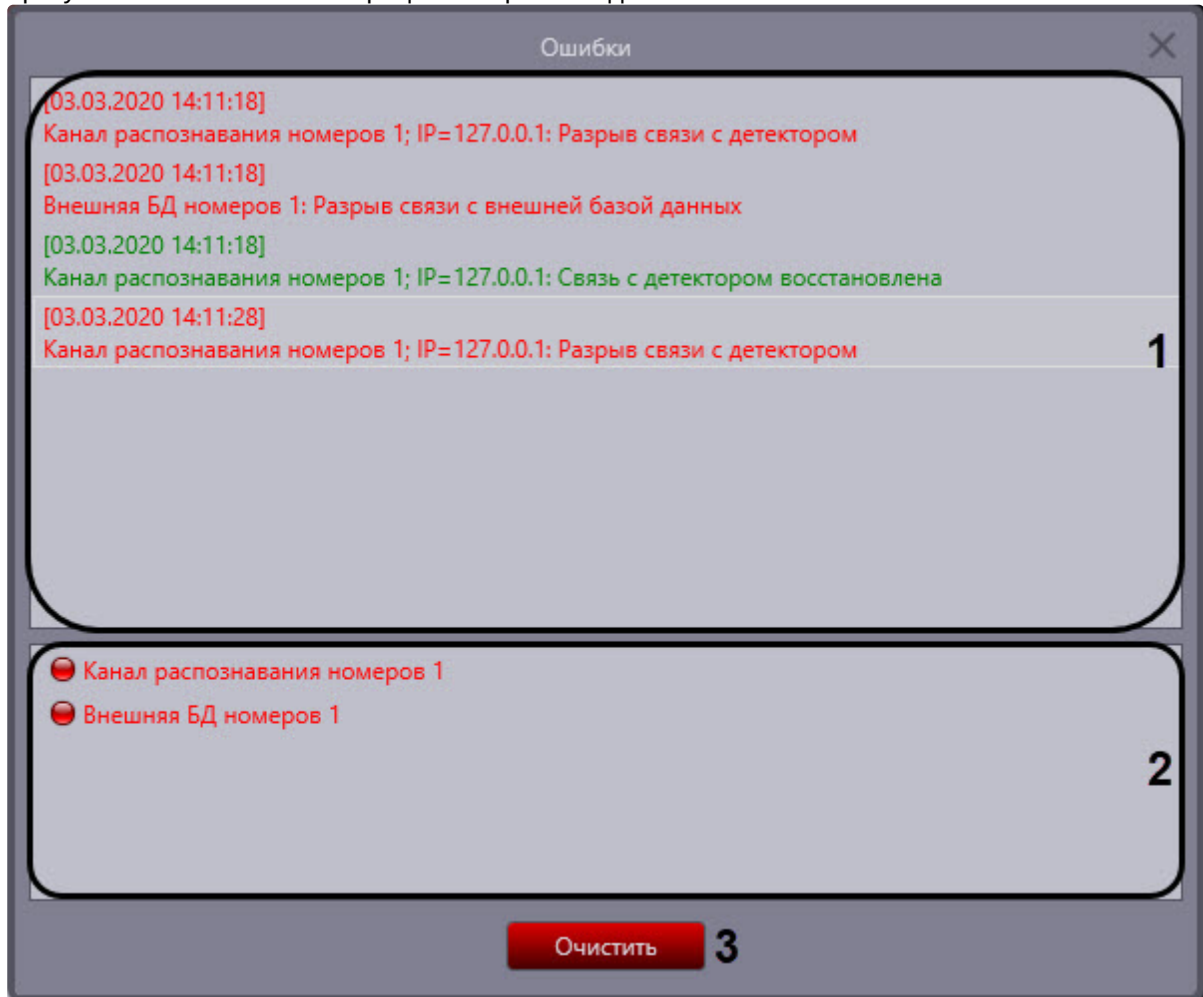 Ошибки
[03.03.2020 14:11:18]
Канал распознавания номеров 1; IP=127.0.0.1: Разрыв связи с детектором
[03.03.2020 14:11:18]
Внешняя БД номеров 1: Разрыв связи с внешней базой данных
[03.03.2020 14:11:18]
Канал распознавания номеров 1; IP=127.0.0.1: Связь с детектором восстановлена
[03.03.2020 14:11:28]
Канал распознавания номеров 1; IP=127.0.0.1: Разрыв связи с детектором
1
Канал распознавания номеров 1
Внешняя БД номеров 1
2
Очистить 3